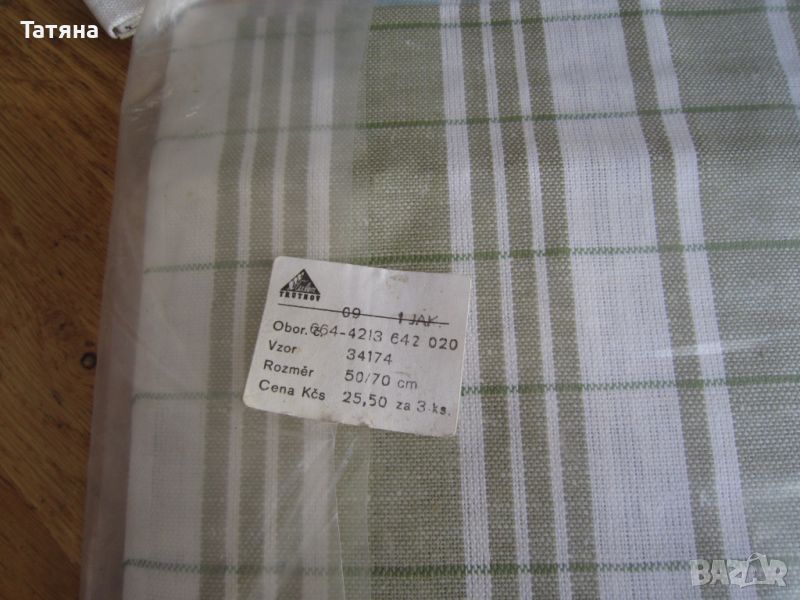 Татяна
TRUTNOV
09 1 JAK.
Obor. č. 664-4213 642 020
Vzor 34174
Rozměr 50/70 cm
Cena Kčs 25,50 za 3 ks.
BAZAR